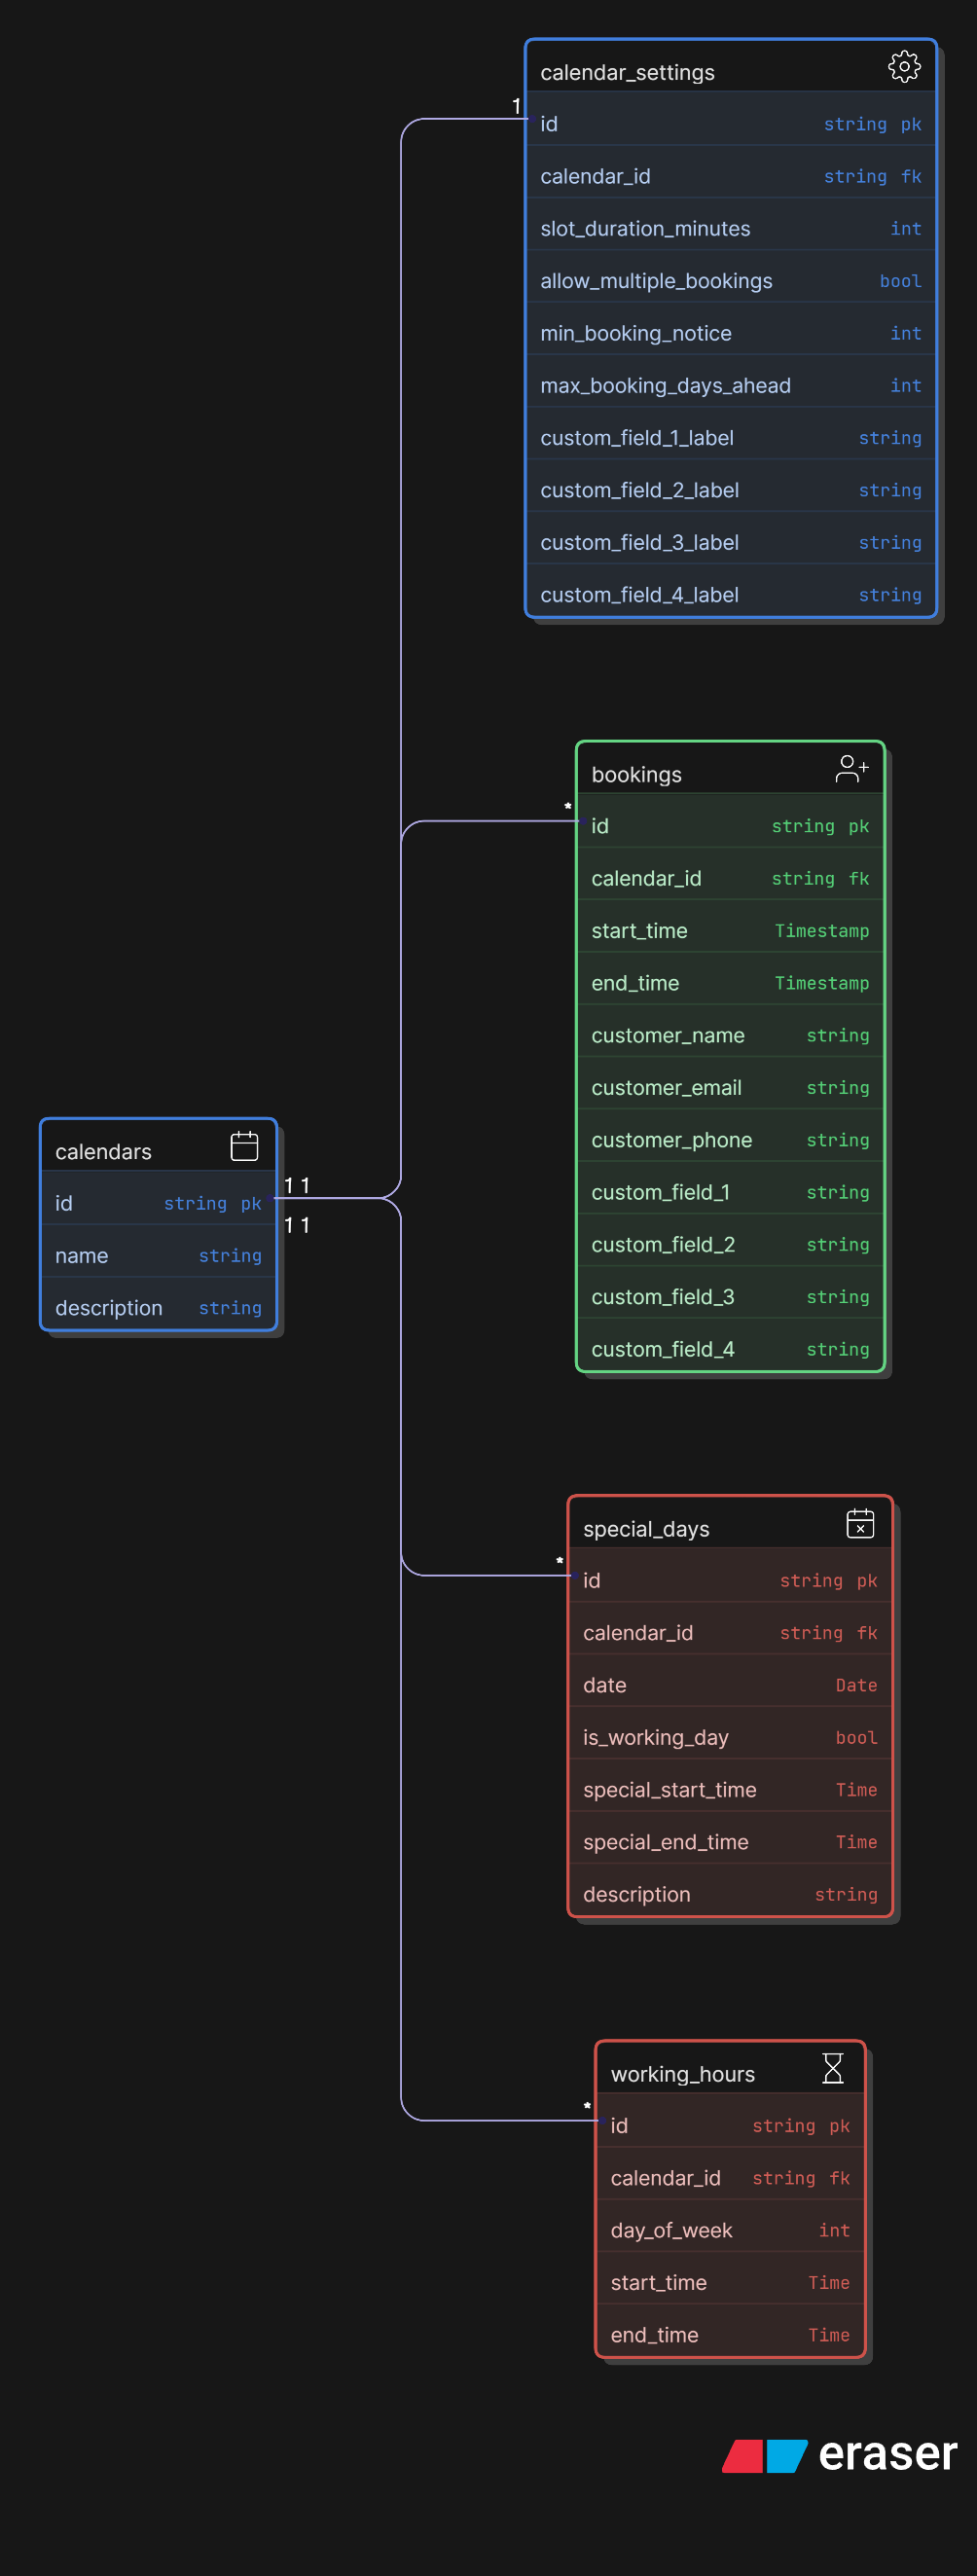 calendar_settings
1
id string pk
calendar_id string fk
slot_duration_minutes int
allow_multiple_bookings bool
min_booking_notice int
max_booking_days_ahead int
custom_field_1_label string
custom_field_2_label string
custom_field_3_label string
custom_field_4_label string
bookings
*
id string pk
calendar_id string fk
start_time Timestamp
end_time Timestamp
customer_name string
customer_email string
customer_phone string
custom_field_1 string
custom_field_2 string
custom_field_3 string
custom_field_4 string
calendars
1 1
id string pk
1 1
name string
description string
special_days
*
id string pk
calendar_id string fk
date Date
is_working_day bool
special_start_time Time
special_end_time Time
description string
working_hours
*
id string pk
calendar_id string fk
day_of_week int
start_time Time
end_time Time
eraser